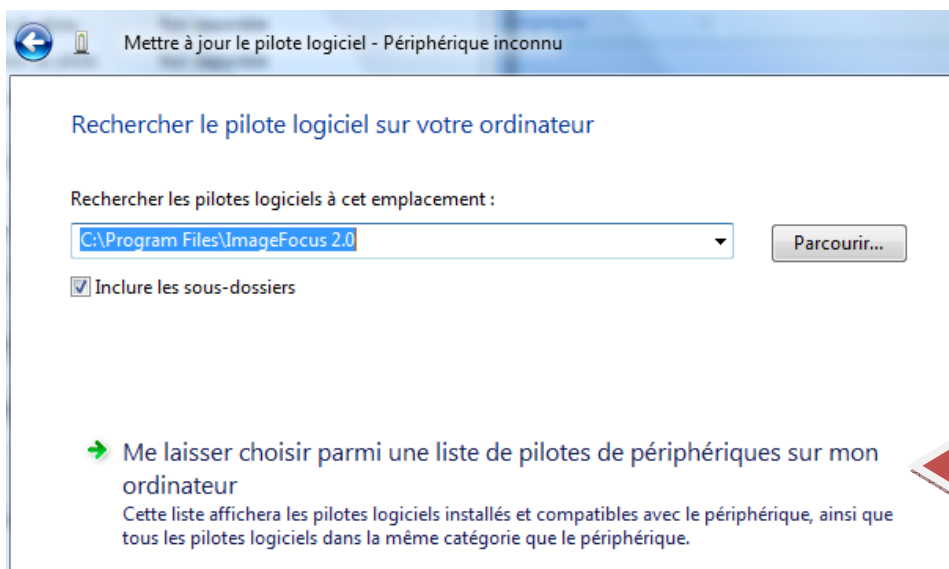 Mettre à jour le pilote logiciel - Périphérique inconnu
Rechercher le pilote logiciel sur votre ordinateur
Rechercher les pilotes logiciels à cet emplacement :
C:\Program Files\ImageFocus 2.0
Parcourir...
Inclure les sous-dossiers
Me laisser choisir parmi une liste de pilotes de périphériques sur mon
ordinateur
Cette liste affichera les pilotes logiciels installés et compatibles avec le périphérique, ainsi que
tous les pilotes logiciels dans la même catégorie que le périphérique.